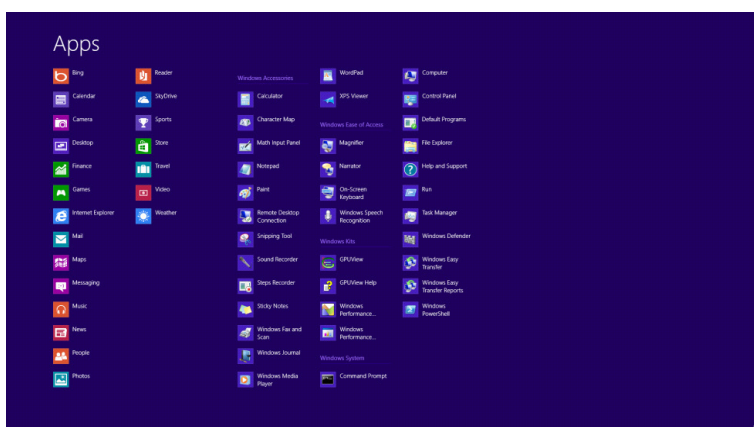 Apps
Bing
Calendar
Camera
Desktop
Finance
Games
Internet Explorer
Mail
Maps
Messaging
Music
News
People
Photos
Reader
SkyDrive
Sports
Store
Travel
Video
Weather
Windows Accessories
Calculator
Character Map
Math Input Panel
Notepad
Paint
Remote Desktop
Connection
Snipping Tool
Sound Recorder
Steps Recorder
Sticky Notes
Windows Fax and
Scan
Windows Journal
Windows Media
Player
WordPad
XPS Viewer
Windows Ease of Access
Magnifier
Narrator
On-Screen
Keyboard
Windows Speech
Recognition
Windows Kits
GPUView
GPUView Help
Windows
Performance...
Windows
Performance...
Windows System
Command Prompt
Computer
Control Panel
Default Programs
File Explorer
Help and Support
Run
Task Manager
Windows Defender
Windows Easy
Transfer
Windows Easy
Transfer Reports
Windows
PowerShell